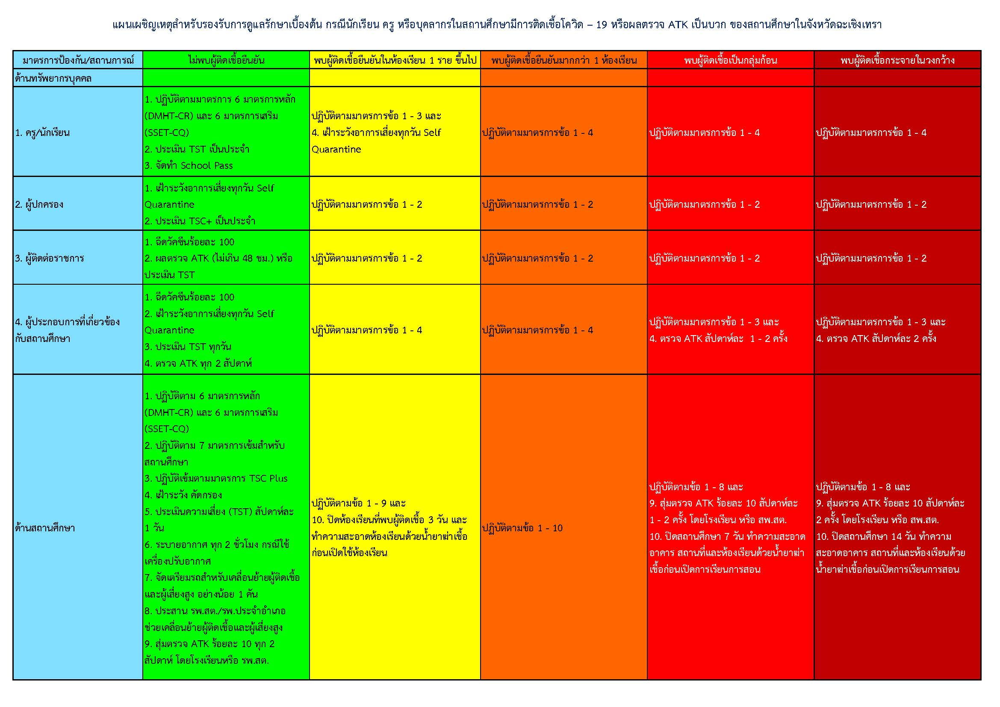 แผนเผชิญเหตุสำหรับรองรับการดูแลรักษาเบื้องต้น กรณีนักเรียน ครู หรือบุคลากรในสถานศึกษามีการติดเชื้อโควิด – 19 หรือผลตรวจ ATK เป็นบวก ของสถานศึกษาในจังหวัดฉะเชิงเทรา
มาตรการป้องกัน/สถานการณ์
ไม่พบผู้ติดเชื้อยืนยัน
พบผู้ติดเชื้อยืนยันในห้องเรียน 1 ราย ขึ้นไป
พบผู้ติดเชื้อยืนยันมากกว่า 1 ห้องเรียน
พบผู้ติดเชื้อเป็นกลุ่มก้อน
พบผู้ติดเชื้อกระจายในวงกว้าง
ด้านทรัพยากรบุคคล
1. ครู/นักเรียน
1. ปฏิบัติตามมาตรการ 6 มาตรการหลัก
(DMHT-CR) และ 6 มาตรการเสริม
(SSET-CQ)
2. ประเมิน TST เป็นประจำ
3. จัดทำ School Pass
ปฏิบัติตามมาตรการข้อ 1 - 3 และ
4. เฝ้าระวังอาการเสี่ยงทุกวัน Self
Quarantine
ปฏิบัติตามมาตรการข้อ 1 - 4
ปฏิบัติตามมาตรการข้อ 1 - 4
ปฏิบัติตามมาตรการข้อ 1 - 4
2. ผู้ปกครอง
1. เฝ้าระวังอาการเสี่ยงทุกวัน Self
Quarantine
2. ประเมิน TSC+ เป็นประจำ
ปฏิบัติตามมาตรการข้อ 1 - 2
ปฏิบัติตามมาตรการข้อ 1 - 2
ปฏิบัติตามมาตรการข้อ 1 - 2
ปฏิบัติตามมาตรการข้อ 1 - 2
3. ผู้ติดต่อราชการ
1. ฉีดวัคซีนร้อยละ 100
2. ผลตรวจ ATK (ไม่เกิน 48 ชม.) หรือ
ประเมิน TST
ปฏิบัติตามมาตรการข้อ 1 - 2
ปฏิบัติตามมาตรการข้อ 1 - 2
ปฏิบัติตามมาตรการข้อ 1 - 2
ปฏิบัติตามมาตรการข้อ 1 - 2
4. ผู้ประกอบการที่เกี่ยวข้อง
กับสถานศึกษา
1. ฉีดวัคซีนร้อยละ 100
2. เฝ้าระวังอาการเสี่ยงทุกวัน Self
Quarantine
3. ประเมิน TST ทุกวัน
4. ตรวจ ATK ทุก 2 สัปดาห์
ปฏิบัติตามมาตรการข้อ 1 - 4
ปฏิบัติตามมาตรการข้อ 1 - 4
ปฏิบัติตามมาตรการข้อ 1 - 3 และ
4. ตรวจ ATK สัปดาห์ละ 1 - 2 ครั้ง
ปฏิบัติตามมาตรการข้อ 1 - 3 และ
4. ตรวจ ATK สัปดาห์ละ 2 ครั้ง
ด้านสถานศึกษา
1. ปฏิบัติตาม 6 มาตรการหลัก
(DMHT-CR) และ 6 มาตรการเสริม
(SSET-CQ)
2. ปฏิบัติตาม 7 มาตรการเข้มสำหรับ
สถานศึกษา
3. ปฏิบัติเข้มตามมาตรการ TSC Plus
4. เฝ้าระวัง คัดกรอง
5. ประเมินความเสี่ยง (TST) สัปดาห์ละ
1 วัน
6. ระบายอากาศ ทุก 2 ชั่วโมง กรณีใช้
เครื่องปรับอากาศ
7. จัดเตรียมรถสำหรับเคลื่อนย้ายผู้ติดเชื้อ
และผู้เสี่ยงสูง อย่างน้อย 1 คัน
8. ประสาน รพ.สต./รพ.ประจำอำเภอ
ช่วยเคลื่อนย้ายผู้ติดเชื้อและผู้เสี่ยงสูง
9. สุ่มตรวจ ATK ร้อยละ 10 ทุก 2
สัปดาห์ โดยโรงเรียนหรือ รพ.สต.
ปฏิบัติตามข้อ 1 - 9 และ
10. ปิดห้องเรียนที่พบผู้ติดเชื้อ 3 วัน และ
ทำความสะอาดห้องเรียนด้วยน้ำยาฆ่าเชื้อ
ก่อนเปิดใช้ห้องเรียน
ปฏิบัติตามข้อ 1 - 10
ปฏิบัติตามข้อ 1 - 8 และ
9. สุ่มตรวจ ATK ร้อยละ 10 สัปดาห์ละ
1 - 2 ครั้ง โดยโรงเรียน หรือ สพ.สต.
10. ปิดสถานศึกษา 7 วัน ทำความสะอาด
อาคาร สถานที่และห้องเรียนด้วยน้ำยาฆ่า
เชื้อก่อนเปิดการเรียนการสอน
ปฏิบัติตามข้อ 1 - 8 และ
9. สุ่มตรวจ ATK ร้อยละ 10 สัปดาห์ละ
2 ครั้ง โดยโรงเรียน หรือ สพ.สต.
10. ปิดสถานศึกษา 14 วัน ทำความ
สะอาดอาคาร สถานที่และห้องเรียนด้วย
น้ำยาฆ่าเชื้อก่อนเปิดการเรียนการสอน